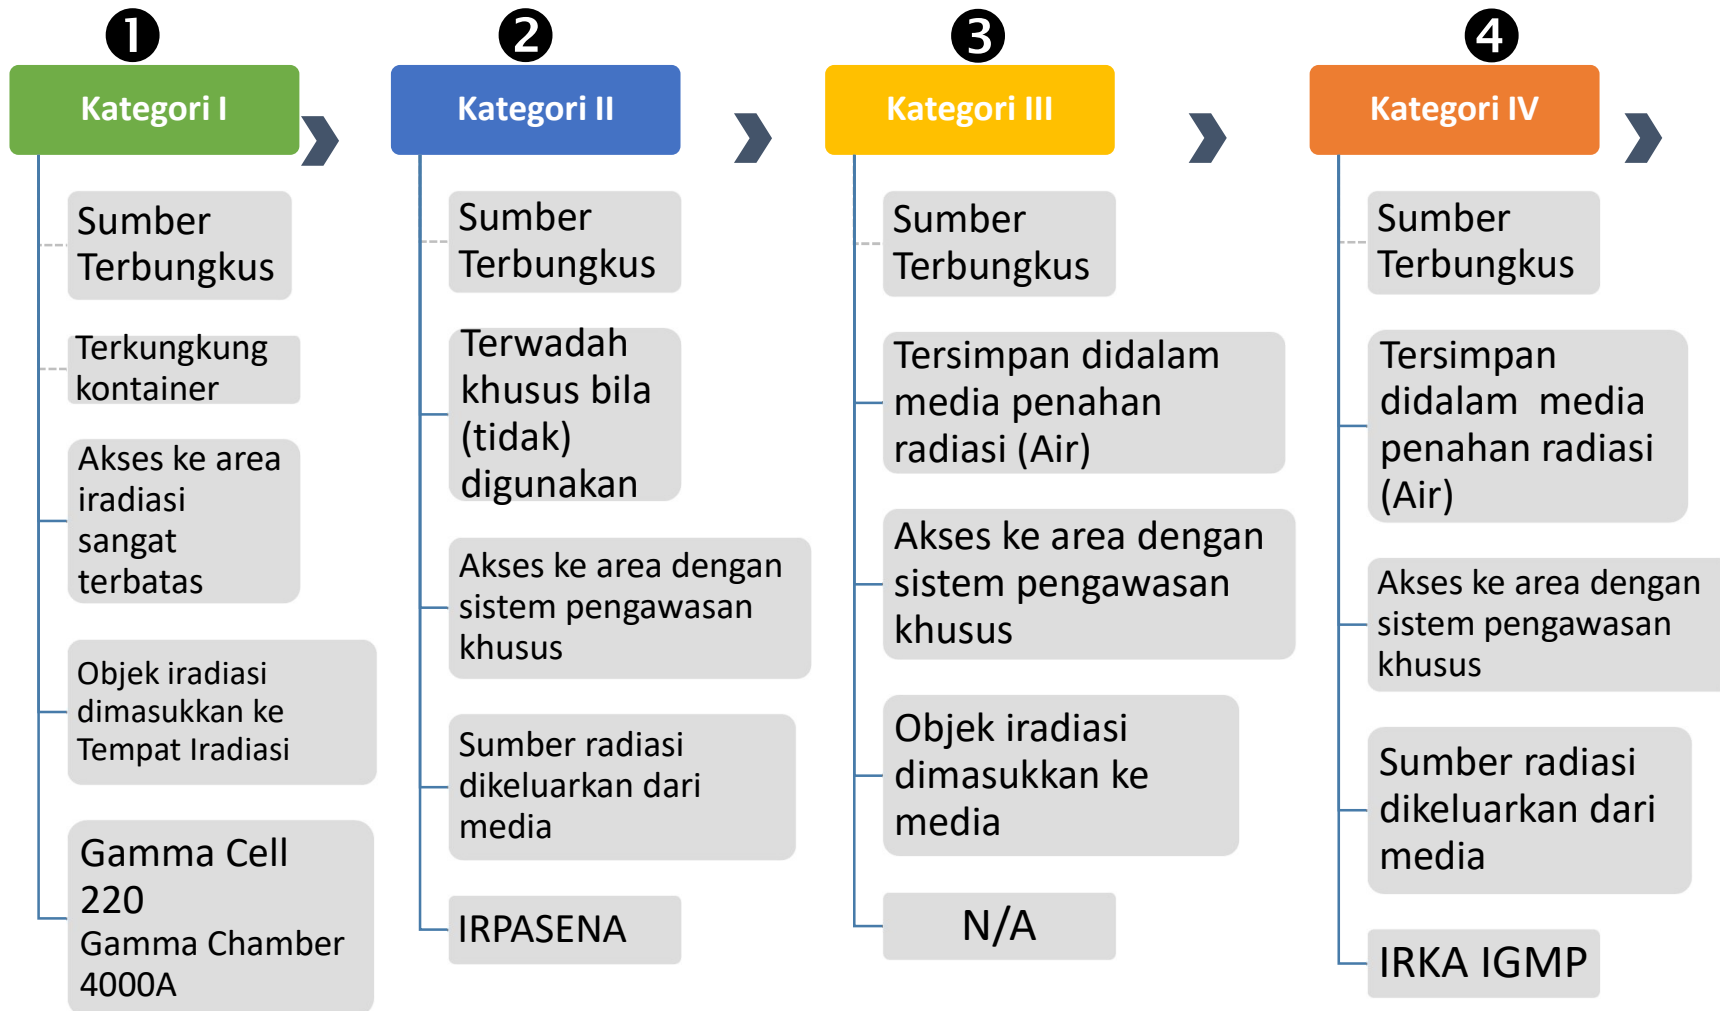 ❶
Kategori I
Sumber
Terbungkus
Terkungkung
kontainer
Akses ke area
iradiasi
sangat
terbatas
Objek iradiasi
dimasukkan ke
Tempat Iradiasi
Gamma Cell
220
Gamma Chamber
4000A
❷
Kategori II
Sumber
Terbungkus
Terwadah
khusus bila
(tidak)
digunakan
Akses ke area dengan
sistem pengawasan
khusus
Sumber radiasi
dikeluarkan dari
media
IRPASENA
❸
Kategori III
Sumber
Terbungkus
Tersimpan didalam
media penahan
radiasi (Air)
Akses ke area dengan
sistem pengawasan
khusus
Objek iradiasi
dimasukkan ke
media
N/A
❹
Kategori IV
Sumber
Terbungkus
Tersimpan
didalam media
penahan radiasi
(Air)
Akses ke area dengan
sistem pengawasan
khusus
Sumber radiasi
dikeluarkan dari
media
IRKA IGMP